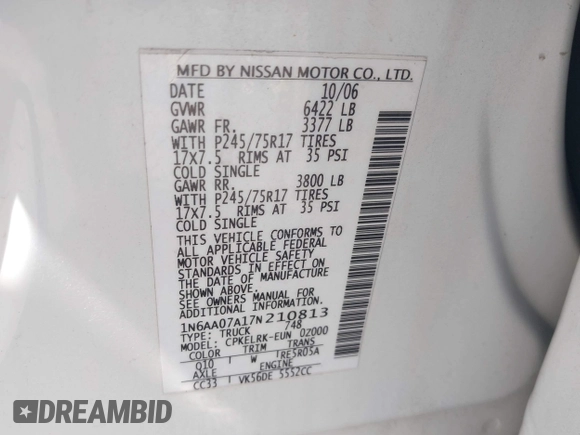 MFD BY NISSAN MOTOR CO., LTD.
DATE 10/06
GVWR 6422 LB
GAWR FR. 3377 LB
WITH P245/75R17 TIRES
17X7.5 RIMS AT 35 PSI
COLD SINGLE
GAWR RR. 3800 LB
WITH P245/75R17 TIRES
17X7.5 RIMS AT 35 PSI
COLD SINGLE
THIS VEHICLE CONFORMS TO
ALL APPLICABLE FEDERAL
MOTOR VEHICLE SAFETY
STANDARDS IN EFFECT ON
THE DATE OF MANUFACTURE
SHOWN ABOVE.
SEE OWNERS MANUAL FOR
ADDITIONAL INFORMATION
1N6AA07A17N210813
TYPE: TRUCK 748
MODEL: CPKELRK-EUN 0Z000
COLOR TRIM TRANS
Q10 W TRE5R05A
AXLE ENGINE
CC33 VK56DE 5552CC
DREAMBID